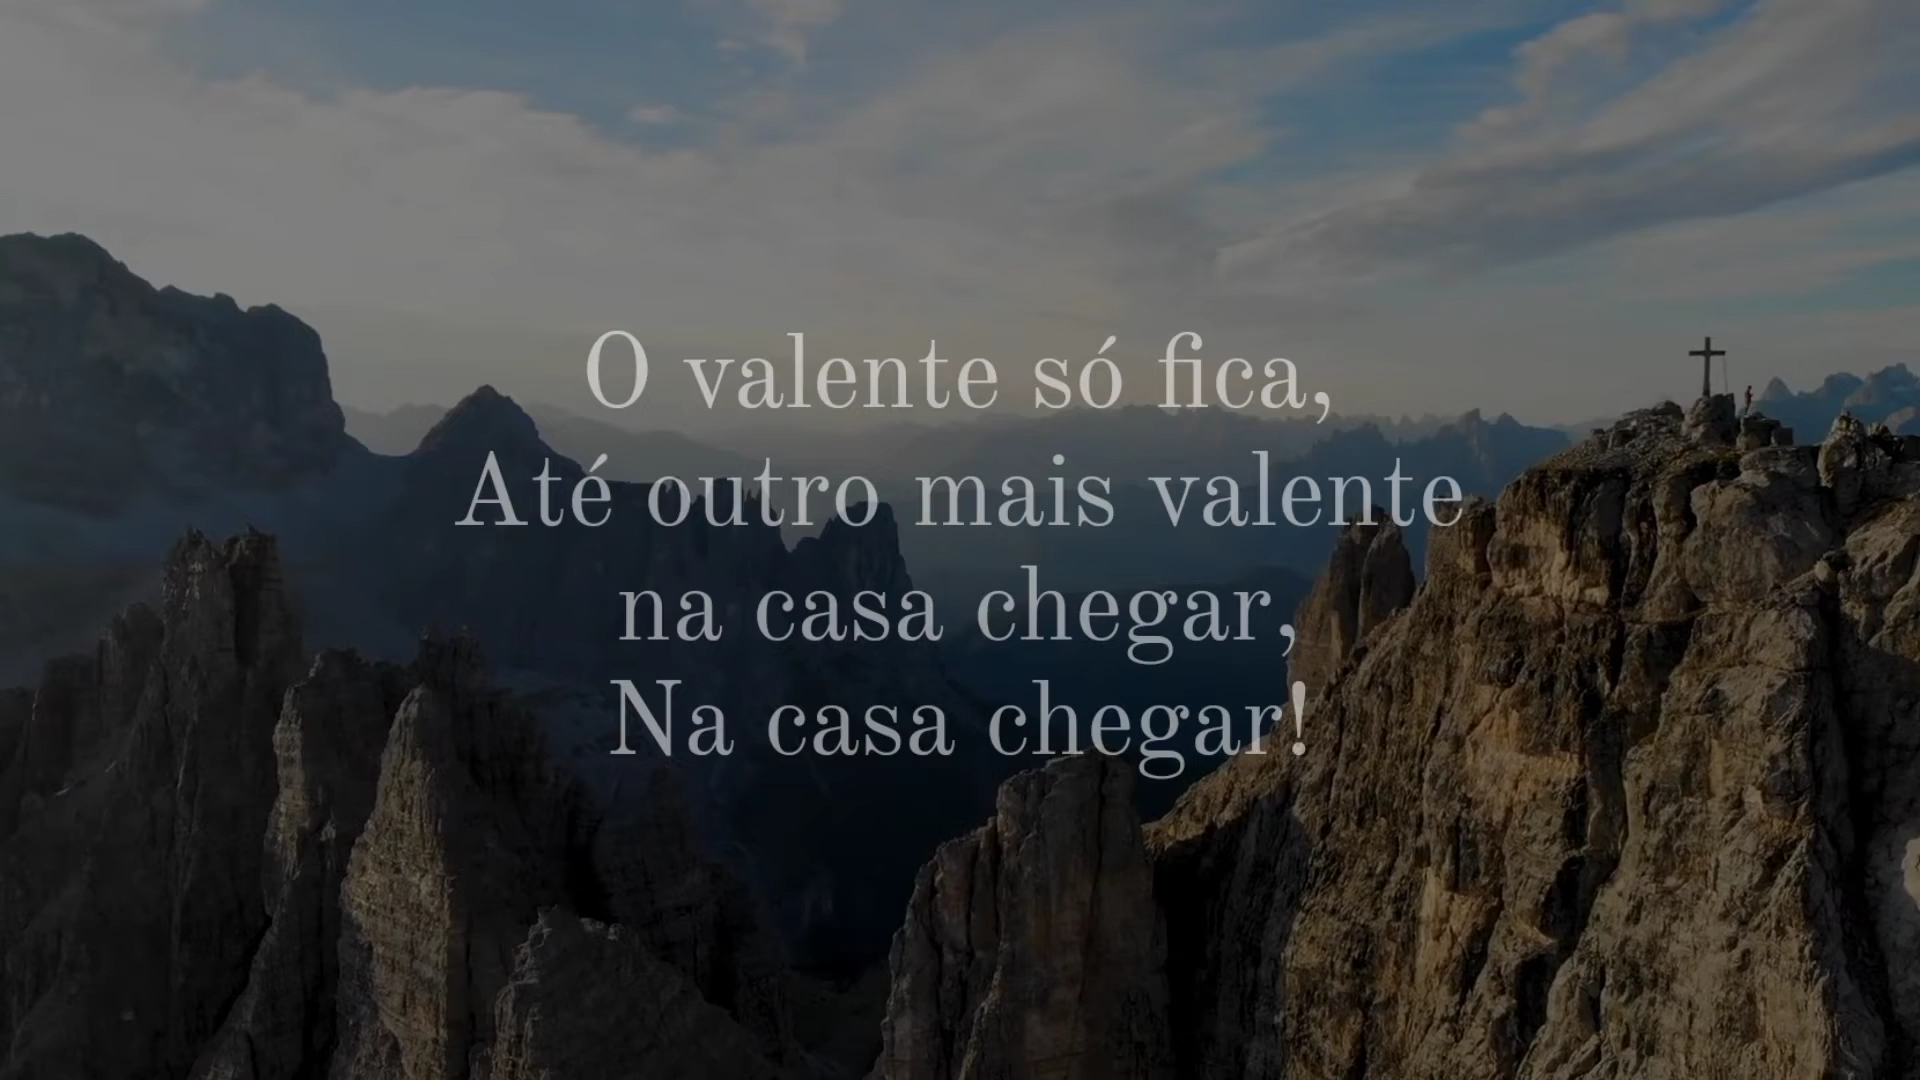 O valente só fica,
Até outro mais valente
na casa chegar,
Na casa chegar!